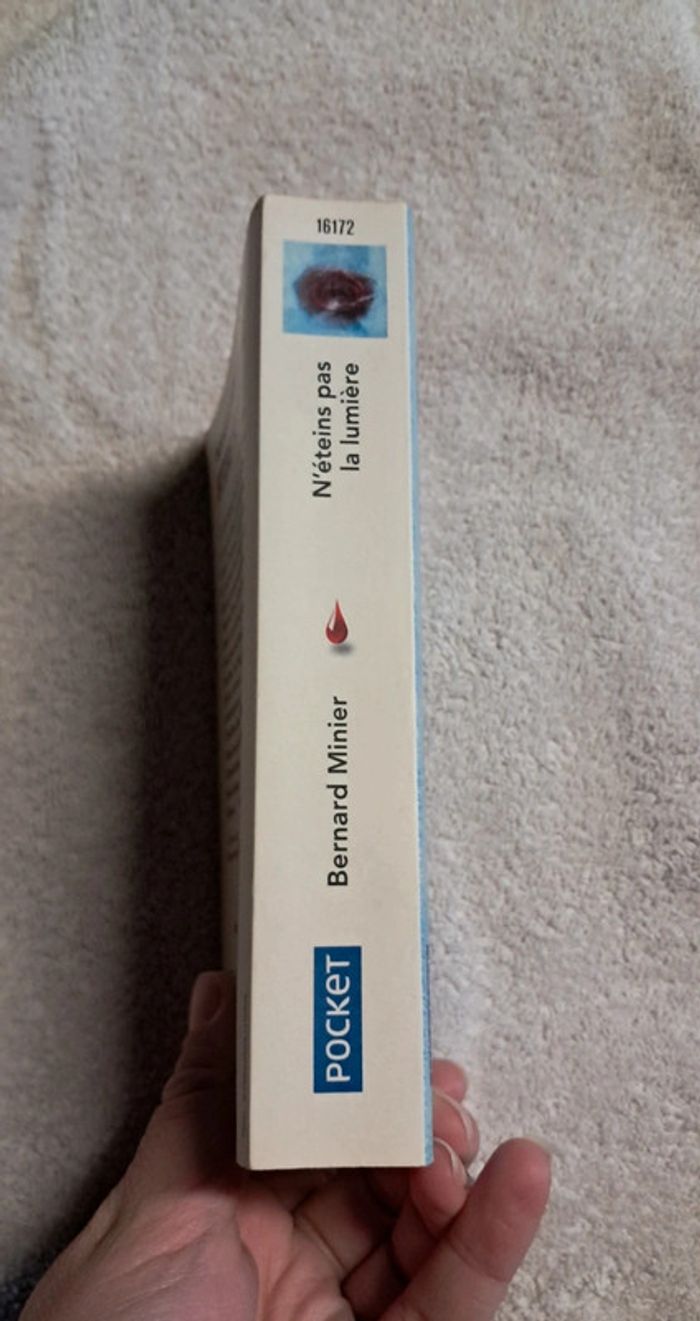 16172
N'éteins pas
la lumière
Bernard Minier
POCKET